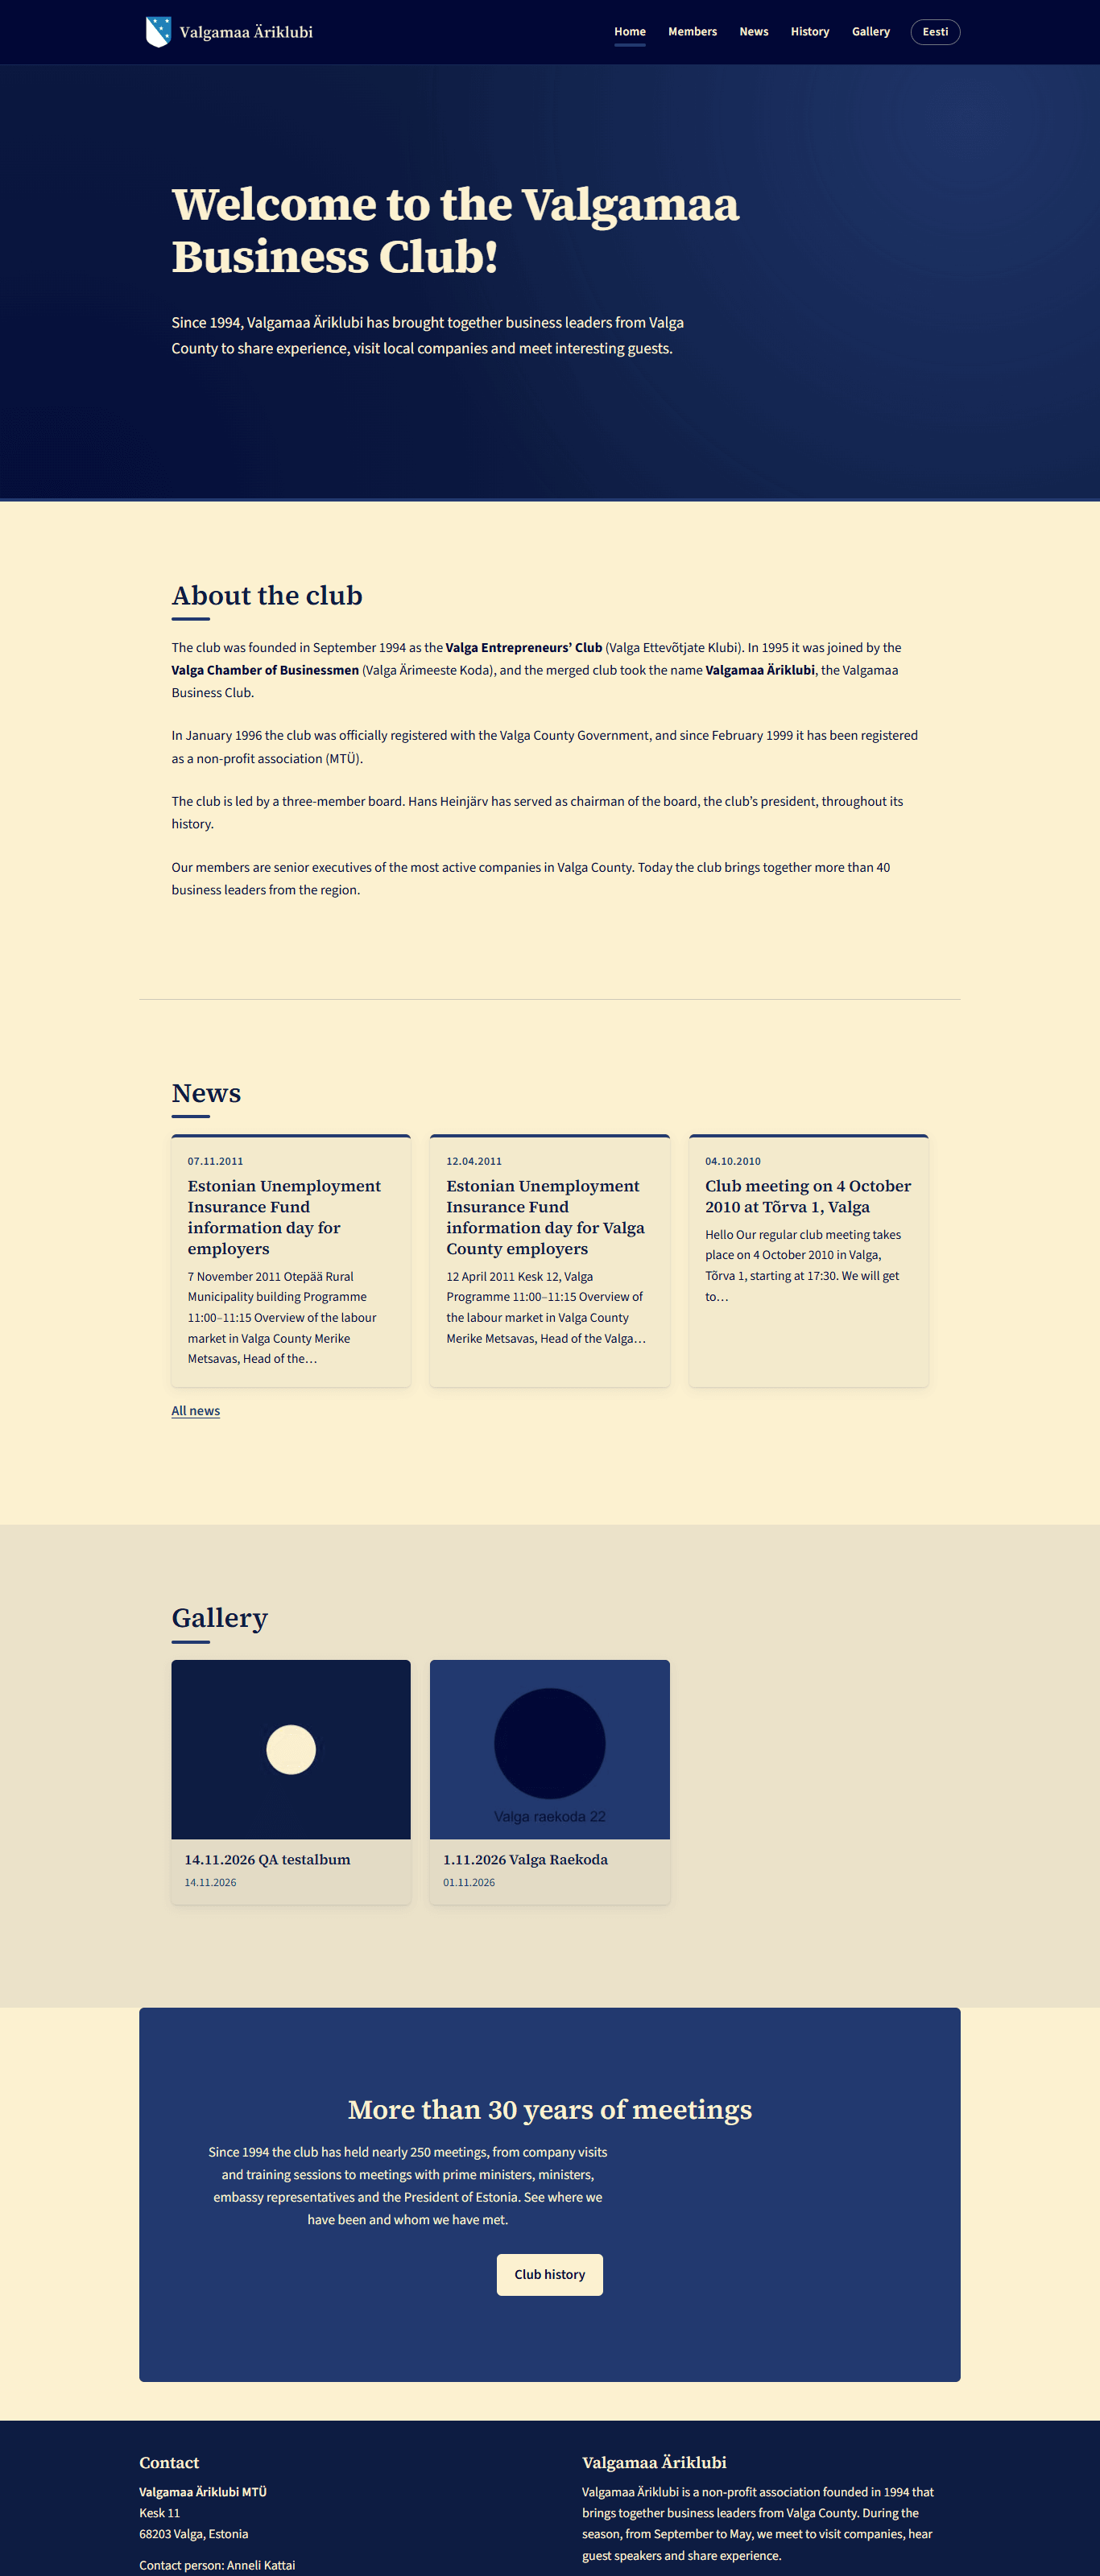 Valgamaa Äriklubi
Home Members News History Gallery Eesti
Welcome to the Valgamaa
Business Club!
Since 1994, Valgamaa Äriklubi has brought together business leaders from Valga
County to share experience, visit local companies and meet interesting guests.
About the club
The club was founded in September 1994 as the Valga Entrepreneurs’ Club (Valga Ettevõtjate Klubi). In 1995 it was joined by the
Valga Chamber of Businessmen (Valga Ärimeeste Koda), and the merged club took the name Valgamaa Äriklubi, the Valgamaa
Business Club.
In January 1996 the club was officially registered with the Valga County Government, and since February 1999 it has been registered
as a non-profit association (MTÜ).
The club is led by a three-member board. Hans Heinjärv has served as chairman of the board, the club’s president, throughout its
history.
Our members are senior executives of the most active companies in Valga County. Today the club brings together more than 40
business leaders from the region.
News
07.11.2011
Estonian Unemployment
Insurance Fund
information day for
employers
7 November 2011 Otepää Rural
Municipality building Programme
11:00–11:15 Overview of the labour
market in Valga County Merike
Metsavas, Head of the…
12.04.2011
Estonian Unemployment
Insurance Fund
information day for Valga
County employers
12 April 2011 Kesk 12, Valga
Programme 11:00–11:15 Overview of
the labour market in Valga County
Merike Metsavas, Head of the Valga…
04.10.2010
Club meeting on 4 October
2010 at Tõrva 1, Valga
Hello Our regular club meeting takes
place on 4 October 2010 in Valga,
Tõrva 1, starting at 17:30. We will get
to…
All news
Gallery
14.11.2026 QA testalbum
14.11.2026
Valga raekoda 22
1.11.2026 Valga Raekoda
01.11.2026
More than 30 years of meetings
Since 1994 the club has held nearly 250 meetings, from company visits
and training sessions to meetings with prime ministers, ministers,
embassy representatives and the President of Estonia. See where we
have been and whom we have met.
Club history
Contact
Valgamaa Äriklubi MTÜ
Kesk 11
68203 Valga, Estonia
Contact person: Anneli Kattai
Valgamaa Äriklubi
Valgamaa Äriklubi is a non-profit association founded in 1994 that
brings together business leaders from Valga County. During the
season, from September to May, we meet to visit companies, hear
guest speakers and share experience.